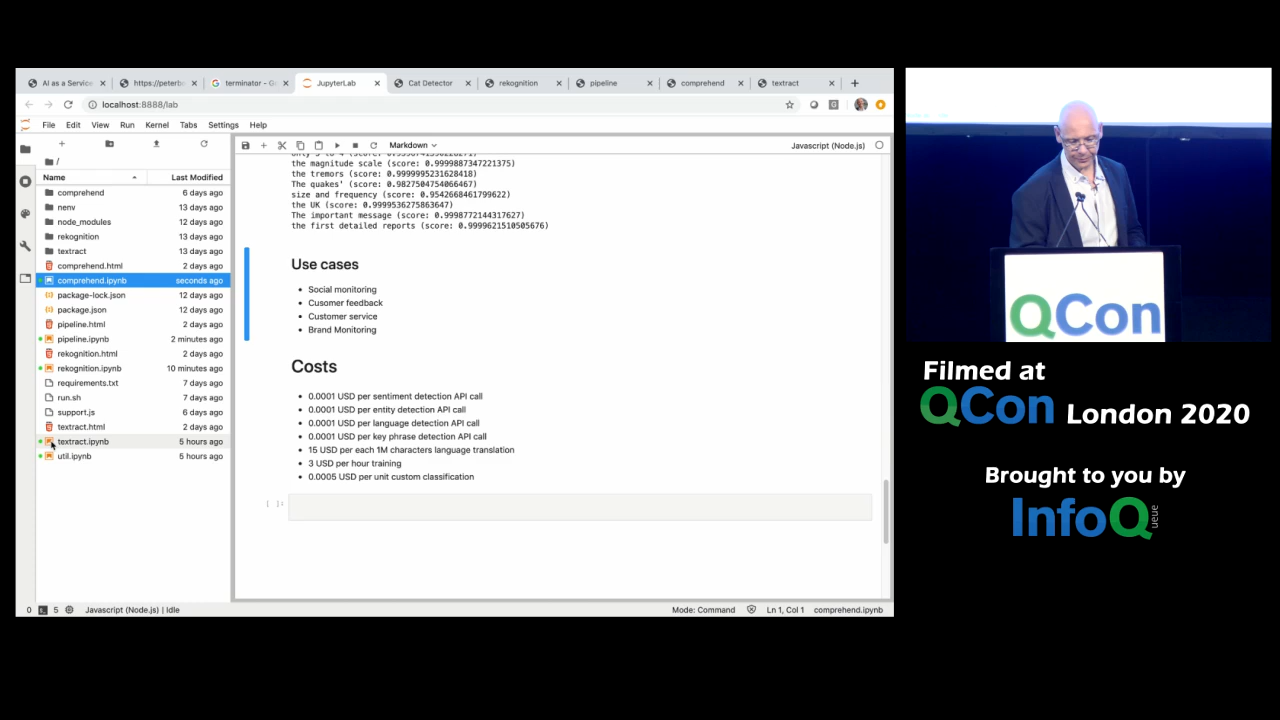 AI as a Service
https://peterbo
terminator - G
JupyterLab
Cat Detector
rekognition
pipeline
comprehend
textract
localhost:8888/lab
File Edit View Run Kernel Tabs Settings Help
Markdown
Javascript (Node.js)
/
Name Last Modified
comprehend 6 days ago
nenv 13 days ago
node_modules 12 days ago
rekognition 13 days ago
textract 13 days ago
comprehend.html 2 days ago
comprehend.ipynb seconds ago
package-lock.json 12 days ago
package.json 12 days ago
pipeline.html 2 days ago
pipeline.ipynb 2 minutes ago
rekognition.html 2 days ago
rekognition.ipynb 10 minutes ago
requirements.txt 7 days ago
run.sh 7 days ago
support.js 6 days ago
textract.html 2 days ago
textract.ipynb 5 hours ago
util.ipynb 5 hours ago
the magnitude scale (score: 0.9999887347221375)
the tremors (score: 0.9999995231628418)
The quakes' (score: 0.9827504754066467)
size and frequency (score: 0.9542668461799622)
the UK (score: 0.9999536275863647)
The important message (score: 0.9998772144317627)
the first detailed reports (score: 0.9999621510505676)
Use cases
• Social monitoring
• Cusomer feedback
• Customer service
• Brand Monitoring
Costs
• 0.0001 USD per sentiment detection API call
• 0.0001 USD per entity detection API call
• 0.0001 USD per language detection API call
• 0.0001 USD per key phrase detection API call
• 15 USD per each 1M characters language translation
• 3 USD per hour training
• 0.0005 USD per unit custom classification
[ ]:
0 5 Javascript (Node.js) | Idle
Mode: Command Ln 1, Col 1 comprehend.ipynb
QCon
Filmed at
QCon London 2020
Brought to you by
InfoQ
ueue